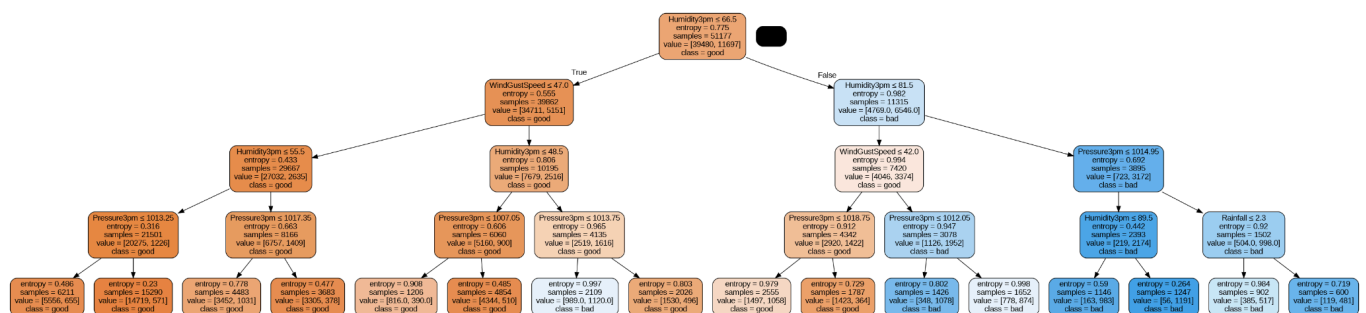 Humidity3pm ≤ 66.5
entropy = 0.775
samples = 51177
value = [39480, 11697]
class = good
True
False
WindGustSpeed ≤ 47.0
entropy = 0.555
samples = 39862
value = [34711, 5151]
class = good
Humidity3pm ≤ 81.5
entropy = 0.982
samples = 11315
value = [4769.0, 6546.0]
class = bad
Humidity3pm ≤ 55.5
entropy = 0.433
samples = 29667
value = [27032, 2635]
class = good
Humidity3pm ≤ 48.5
entropy = 0.806
samples = 10195
value = [7679, 2516]
class = good
WindGustSpeed ≤ 42.0
entropy = 0.994
samples = 7420
value = [4046, 3374]
class = good
Pressure3pm ≤ 1014.95
entropy = 0.692
samples = 3895
value = [723, 3172]
class = bad
Pressure3pm ≤ 1013.25
entropy = 0.316
samples = 21501
value = [20275, 1226]
class = good
Pressure3pm ≤ 1017.35
entropy = 0.663
samples = 8166
value = [6757, 1409]
class = good
Pressure3pm ≤ 1007.05
entropy = 0.606
samples = 6060
value = [5160, 900]
class = good
Pressure3pm ≤ 1013.75
entropy = 0.965
samples = 4135
value = [2519, 1616]
class = good
Pressure3pm ≤ 1018.75
entropy = 0.912
samples = 4342
value = [2920, 1422]
class = good
Pressure3pm ≤ 1012.05
entropy = 0.947
samples = 3078
value = [1126, 1952]
class = bad
Humidity3pm ≤ 89.5
entropy = 0.442
samples = 2393
value = [219, 2174]
class = bad
Rainfall ≤ 2.3
entropy = 0.92
samples = 1502
value = [504.0, 998.0]
class = bad
entropy = 0.486
samples = 6211
value = [5556, 655]
class = good
entropy = 0.23
samples = 15290
value = [14719, 571]
class = good
entropy = 0.778
samples = 4483
value = [3452, 1031]
class = good
entropy = 0.477
samples = 3683
value = [3305, 378]
class = good
entropy = 0.908
samples = 1206
value = [816.0, 390.0]
class = good
entropy = 0.485
samples = 4854
value = [4344, 510]
class = good
entropy = 0.997
samples = 2109
value = [989.0, 1120.0]
class = bad
entropy = 0.803
samples = 2026
value = [1530, 496]
class = good
entropy = 0.979
samples = 2555
value = [1497, 1058]
class = good
entropy = 0.729
samples = 1787
value = [1423, 364]
class = good
entropy = 0.802
samples = 1426
value = [348, 1078]
class = bad
entropy = 0.998
samples = 1652
value = [778, 874]
class = bad
entropy = 0.59
samples = 1146
value = [163, 983]
class = bad
entropy = 0.264
samples = 1247
value = [56, 1191]
class = bad
entropy = 0.984
samples = 902
value = [385, 517]
class = bad
entropy = 0.719
samples = 600
value = [119, 481]
class = bad